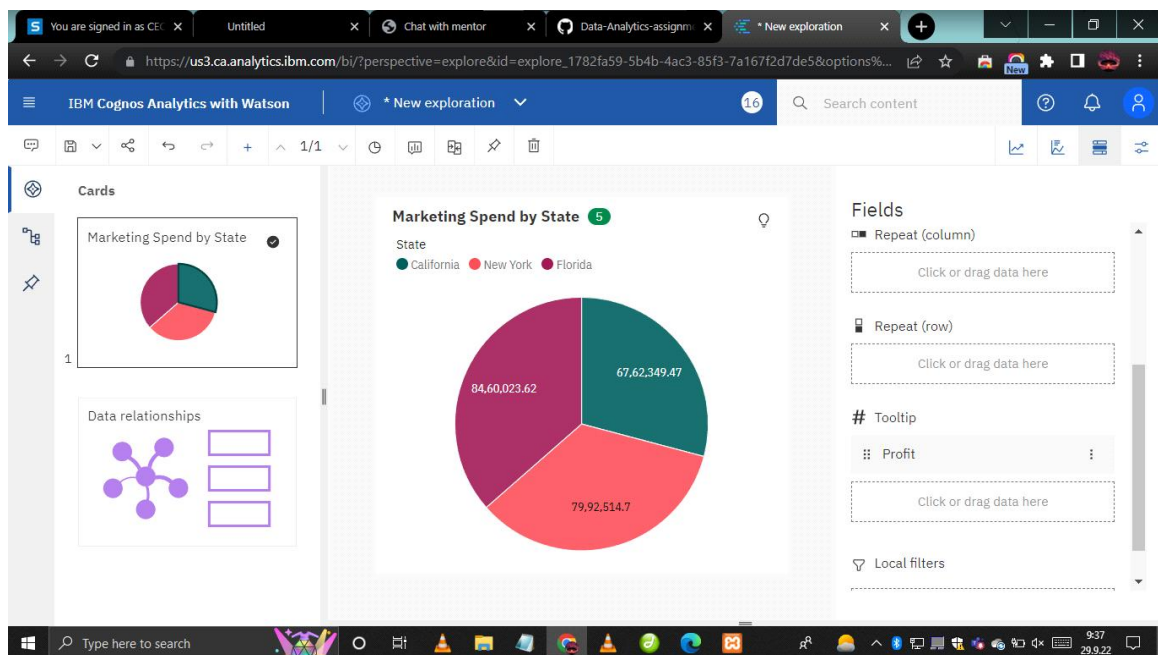 You are signed in as CEC
Untitled
Chat with mentor
Data-Analytics-assignm
* New exploration
https://us3.ca.analytics.ibm.com/bi/?perspective=explore&id=explore_1782fa59-5b4b-4ac3-85f3-7a167f2d7de5&options%...
New
IBM Cognos Analytics with Watson
* New exploration
16
Search content
1/1
Cards
Marketing Spend by State
1
Data relationships
Marketing Spend by State 5
State
California New York Florida
67,62,349.47
84,60,023.62
79,92,514.7
Fields
Repeat (column)
Click or drag data here
Repeat (row)
Click or drag data here
# Tooltip
Profit
Click or drag data here
Local filters
Type here to search
9:37
29.9.22